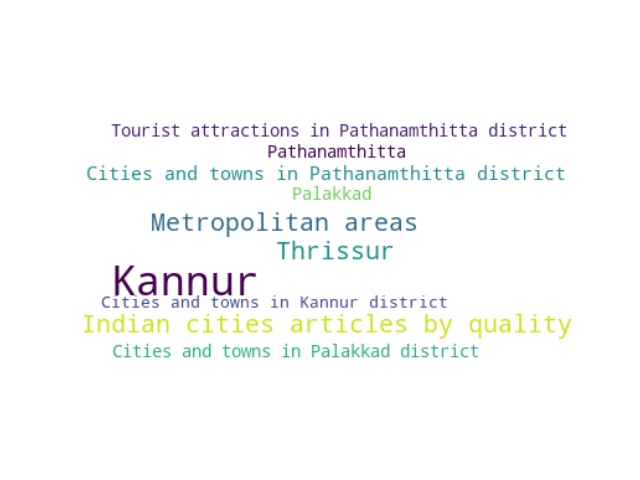 Tourist attractions in Pathanamthitta district
Pathanamthitta
Cities and towns in Pathanamthitta district
Palakkad
Metropolitan areas
Thrissur
Kannur
Cities and towns in Kannur district
Indian cities articles by quality
Cities and towns in Palakkad district